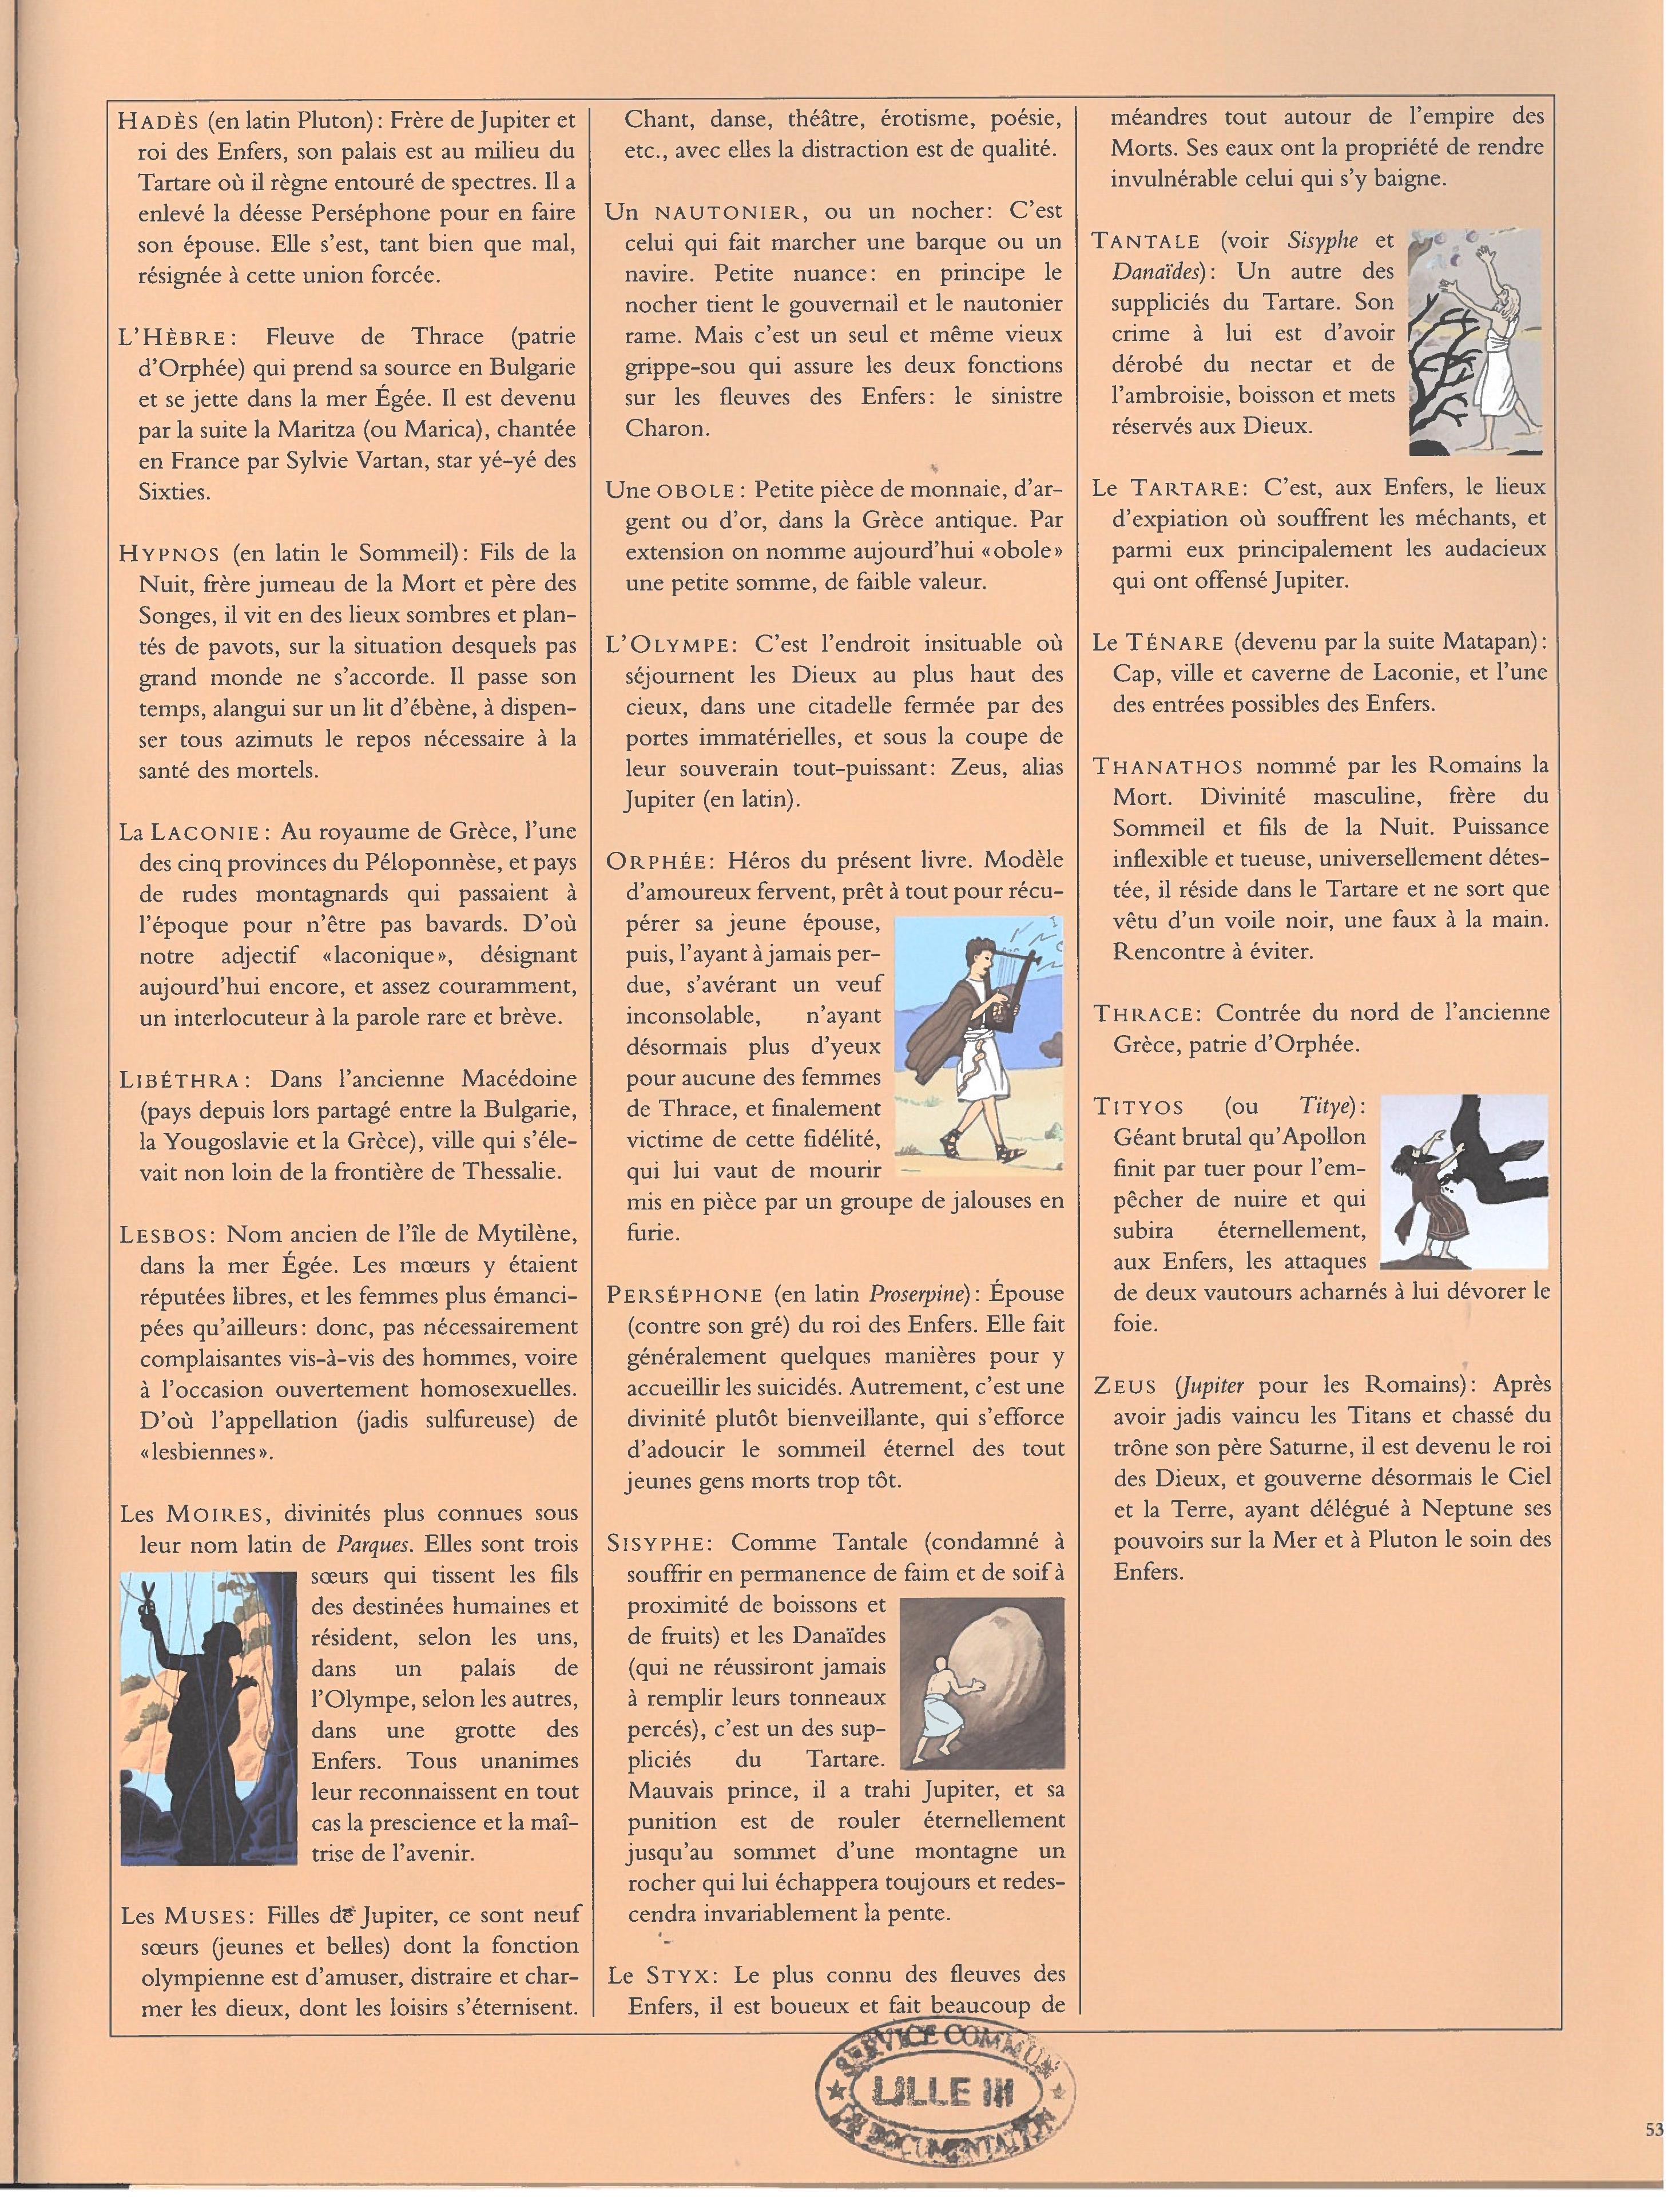 HADÈS (en latin Pluton) : Frère de Jupiter et
roi des Enfers, son palais est au milieu du
Tartare où il règne entouré de spectres. Il a
enlevé la déesse Perséphone pour en faire
son épouse. Elle s'est, tant bien que mal,
résignée à cette union forcée.
L'HÈBRE : Fleuve de Thrace (patrie
d'Orphée) qui prend sa source en Bulgarie
et se jette dans la mer Égée. Il est devenu
par la suite la Maritza (ou Marica), chantée
en France par Sylvie Vartan, star yé-yé des
Sixties.
HYPNOS (en latin le Sommeil) : Fils de la
Nuit, frère jumeau de la Mort et père des
Songes, il vit en des lieux sombres et plan-
tés de pavots, sur la situation desquels pas
grand monde ne s'accorde. Il passe son
temps, alangui sur un lit d'ébène, à dispen-
ser tous azimuts le repos nécessaire à la
santé des mortels.
La LACONIE : Au royaume de Grèce, l'une
des cinq provinces du Péloponnèse, et pays
de rudes montagnards qui passaient à
l'époque pour n'être pas bavards. D'où
notre adjectif «laconique», désignant
aujourd'hui encore, et assez couramment,
un interlocuteur à la parole rare et brève.
LIBÉTHRA : Dans l'ancienne Macédoine
(pays depuis lors partagé entre la Bulgarie,
la Yougoslavie et la Grèce), ville qui s'éle-
vait non loin de la frontière de Thessalie.
LESBOS : Nom ancien de l'île de Mytilène,
dans la mer Égée. Les mœurs y étaient
réputées libres, et les femmes plus émanci-
pées qu'ailleurs : donc, pas nécessairement
complaisantes vis-à-vis des hommes, voire
à l'occasion ouvertement homosexuelles.
D'où l'appellation (jadis sulfureuse) de
«lesbiennes».
Les MOIRES, divinités plus connues sous
leur nom latin de Parques. Elles sont trois
sœurs qui tissent les fils
des destinées humaines et
résident, selon les uns,
dans un palais de
l'Olympe, selon les autres,
dans une grotte des
Enfers. Tous unanimes
leur reconnaissent en tout
cas la prescience et la maî-
trise de l'avenir.
Les MUSES : Filles de Jupiter, ce sont neuf
sœurs (jeunes et belles) dont la fonction
olympienne est d'amuser, distraire et char-
mer les dieux, dont les loisirs s'éternisent.
Chant, danse, théâtre, érotisme, poésie,
etc., avec elles la distraction est de qualité.
Un NAUTONIER, ou un nocher : C'est
celui qui fait marcher une barque ou un
navire. Petite nuance : en principe le
nocher tient le gouvernail et le nautonier
rame. Mais c'est un seul et même vieux
grippe-sou qui assure les deux fonctions
sur les fleuves des Enfers : le sinistre
Charon.
Une OBOLE : Petite pièce de monnaie, d'ar-
gent ou d'or, dans la Grèce antique. Par
extension on nomme aujourd'hui «obole»
une petite somme, de faible valeur.
L'OLYMPE : C'est l'endroit insituable où
séjournent les Dieux au plus haut des
cieux, dans une citadelle fermée par des
portes immatérielles, et sous la coupe de
leur souverain tout-puissant : Zeus, alias
Jupiter (en latin).
ORPHÉE : Héros du présent livre. Modèle
d'amoureux fervent, prêt à tout pour récu-
pérer sa jeune épouse,
puis, l'ayant à jamais per-
due, s'avérant un veuf
inconsolable, n'ayant
désormais plus d'yeux
pour aucune des femmes
de Thrace, et finalement
victime de cette fidélité,
qui lui vaut de mourir
mis en pièce par un groupe de jalouses en
furie.
PERSÉPHONE (en latin Proserpine) : Épouse
(contre son gré) du roi des Enfers. Elle fait
généralement quelques manières pour y
accueillir les suicidés. Autrement, c'est une
divinité plutôt bienveillante, qui s'efforce
d'adoucir le sommeil éternel des tout
jeunes gens morts trop tôt.
SISYPHE : Comme Tantale (condamné à
souffrir en permanence de faim et de soif à
proximité de boissons et
de fruits) et les Danaïdes
(qui ne réussiront jamais
à remplir leurs tonneaux
percés), c'est un des sup-
pliciés du Tartare.
Mauvais prince, il a trahi Jupiter, et sa
punition est de rouler éternellement
jusqu'au sommet d'une montagne un
rocher qui lui échappera toujours et redes-
cendra invariablement la pente.
Le STYX : Le plus connu des fleuves des
Enfers, il est boueux et fait beaucoup de
méandres tout autour de l'empire des
Morts. Ses eaux ont la propriété de rendre
invulnérable celui qui s'y baigne.
TANTALE (voir Sisyphe et
Danaïdes) : Un autre des
suppliciés du Tartare. Son
crime à lui est d'avoir
dérobé du nectar et de
l'ambroisie, boisson et mets
réservés aux Dieux.
Le TARTARE : C'est, aux Enfers, le lieux
d'expiation où souffrent les méchants, et
parmi eux principalement les audacieux
qui ont offensé Jupiter.
Le TÉNARE (devenu par la suite Matapan) :
Cap, ville et caverne de Laconie, et l'une
des entrées possibles des Enfers.
THANATHOS nommé par les Romains la
Mort. Divinité masculine, frère du
Sommeil et fils de la Nuit. Puissance
inflexible et tueuse, universellement détes-
tée, il réside dans le Tartare et ne sort que
vêtu d'un voile noir, une faux à la main.
Rencontre à éviter.
THRACE : Contrée du nord de l'ancienne
Grèce, patrie d'Orphée.
TITYOS (ou Titye) :
Géant brutal qu'Apollon
finit par tuer pour l'em-
pêcher de nuire et qui
subira éternellement,
aux Enfers, les attaques
de deux vautours acharnés à lui dévorer le
foie.
ZEUS (Jupiter pour les Romains) : Après
avoir jadis vaincu les Titans et chassé du
trône son père Saturne, il est devenu le roi
des Dieux, et gouverne désormais le Ciel
et la Terre, ayant délégué à Neptune ses
pouvoirs sur la Mer et à Pluton le soin des
Enfers.
SERVICE COMMUN
LILLE III
DE DOCUMENTATION
53